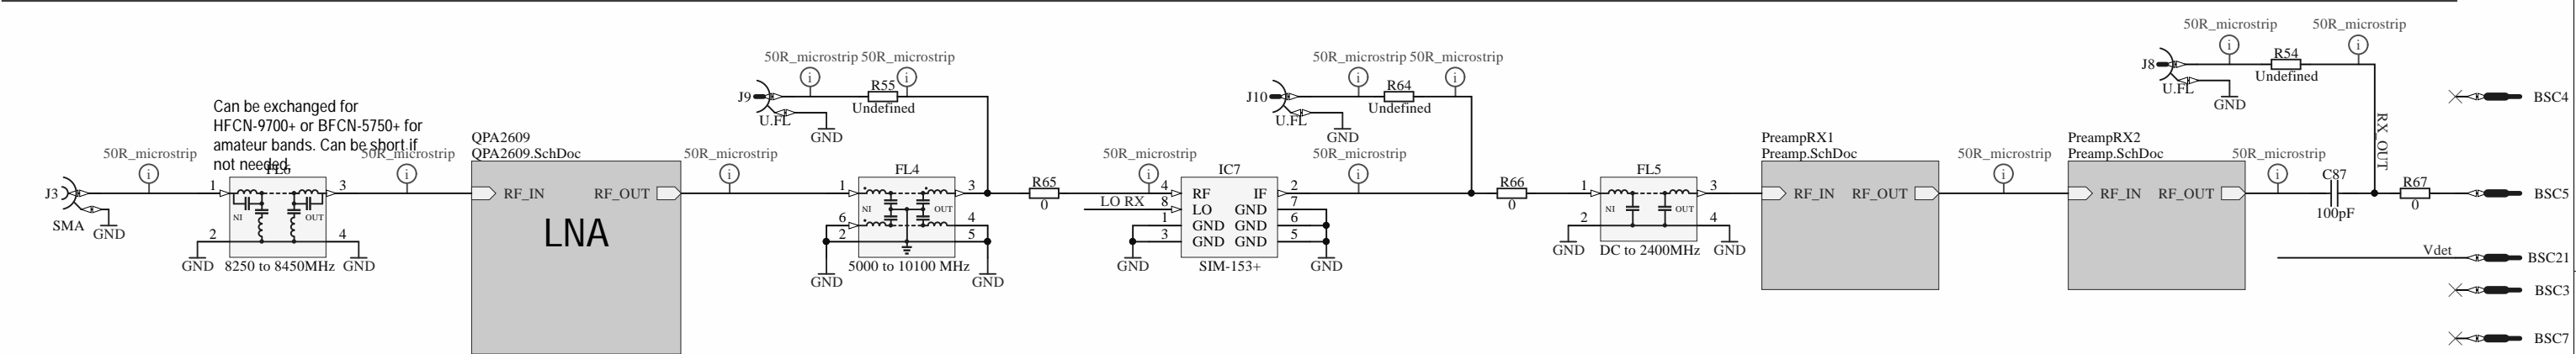 50R_microstrip 50R_microstrip
J8
R54
Undefined
U.FL
GND
RX_OUT
50R_microstrip 50R_microstrip
J9
R55
Undefined
U.FL
GND
50R_microstrip 50R_microstrip
J10
R64
Undefined
U.FL
GND
BSC4
Can be exchanged for
HFCN-9700+ or BFCN-5750+ for
amateur bands. Can be short if
not needed.
50R_microstrip
J3
SMA
GND
FL6
1
3
NI
OUT
2
4
GND
8250 to 8450MHz
GND
50R_microstrip
QPA2609
QPA2609.SchDoc
RF_IN
RF_OUT
LNA
50R_microstrip
FL4
1
3
NI
OUT
6
4
2
5
5000 to 10100 MHz
GND
GND
R65
0
50R_microstrip
LO RX
IC7
4
RF
IF
2
8
LO
GND
7
1
GND
GND
6
3
GND
GND
5
GND
SIM-153+
GND
50R_microstrip
R66
0
FL5
1
3
NI
OUT
2
4
GND
DC to 2400MHz
GND
PreampRX1
Preamp.SchDoc
RF_IN
RF_OUT
50R_microstrip
PreampRX2
Preamp.SchDoc
RF_IN
RF_OUT
50R_microstrip
C87
100pF
R67
0
BSC5
Vdet
BSC21
BSC3
BSC7